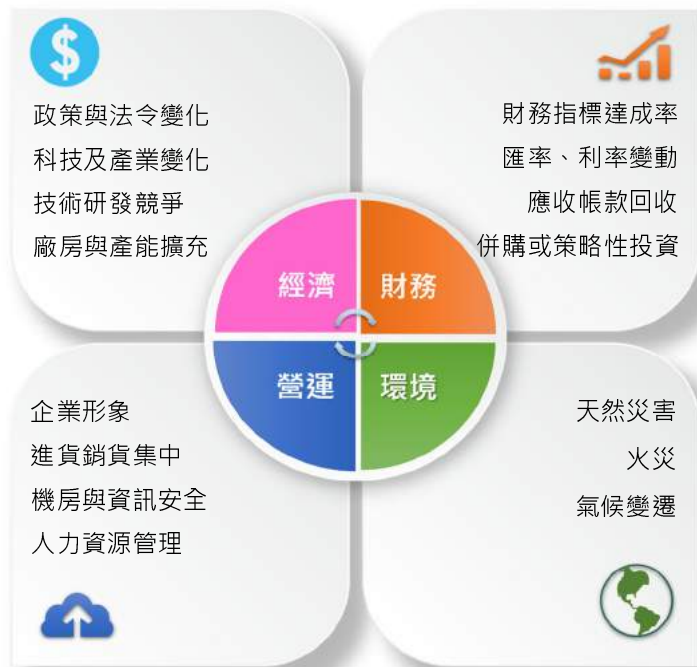 $
政策與法令變化
科技及產業變化
技術研發競爭
廠房與產能擴充
財務指標達成率
匯率、利率變動
應收帳款回收
併購或策略性投資
經濟
財務
營運
環境
企業形象
進貨銷貨集中
機房與資訊安全
人力資源管理
天然災害
火災
氣候變遷